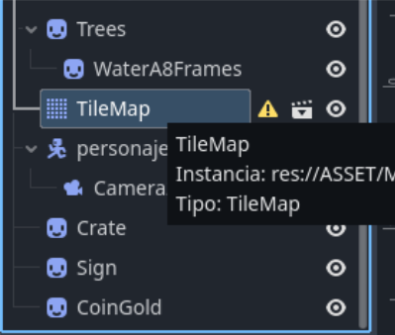 Trees
WaterA8Frames
TileMap
personaje
TileMap
Instancia: res://ASSET/M
Camera
Tipo: TileMap
Crate
Sign
CoinGold